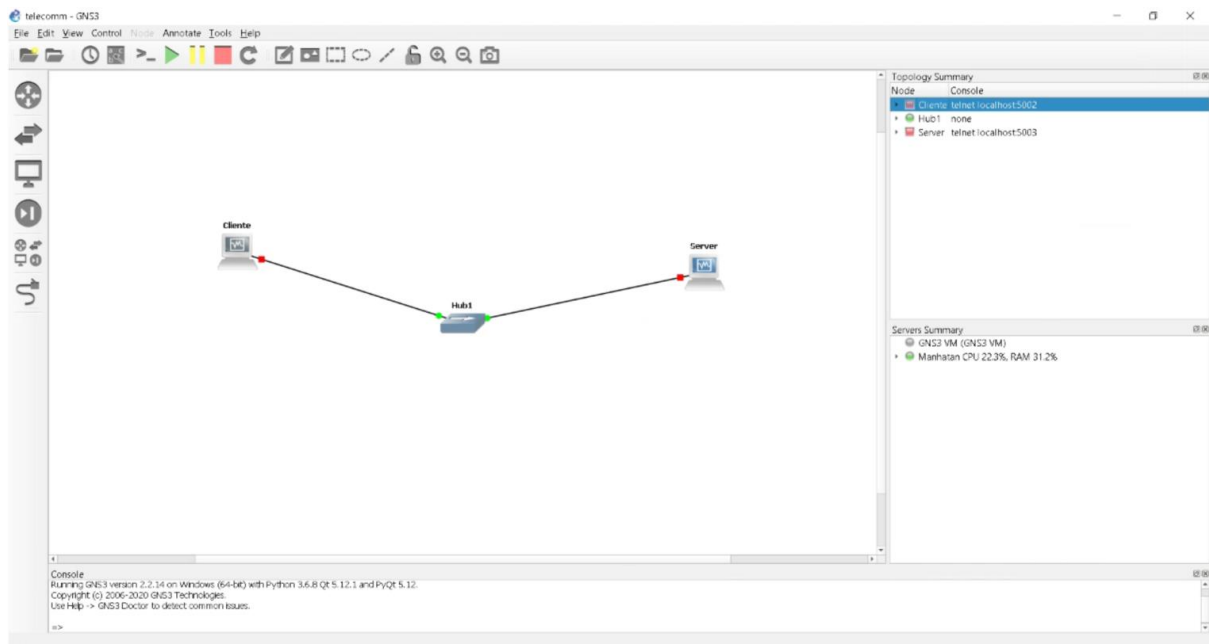 telecomm - GNS3
File Edit View Control Node Annotate Tools Help
Topology Summary
Node Console
Cliente telnet localhost:5002
Hub1 none
Server telnet localhost:5003
Cliente
Server
Hub1
Servers Summary
GNS3 VM (GNS3 VM)
Manhatan CPU 22.3%, RAM 31.2%
Console
Running GNS3 version 2.2.14 on Windows (64-bit) with Python 3.6.8 Qt 5.12.1 and PyQt 5.12.
Copyright (c) 2006-2020 GNS3 Technologies.
Use Help -> GNS3 Doctor to detect common issues.
=>